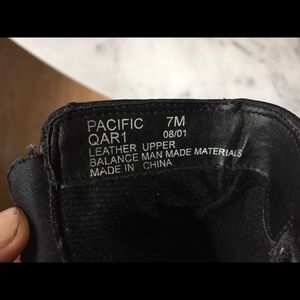 PACIFIC 7M
QAR1 08/01
LEATHER UPPER
BALANCE MAN MADE MATERIALS
MADE IN CHINA